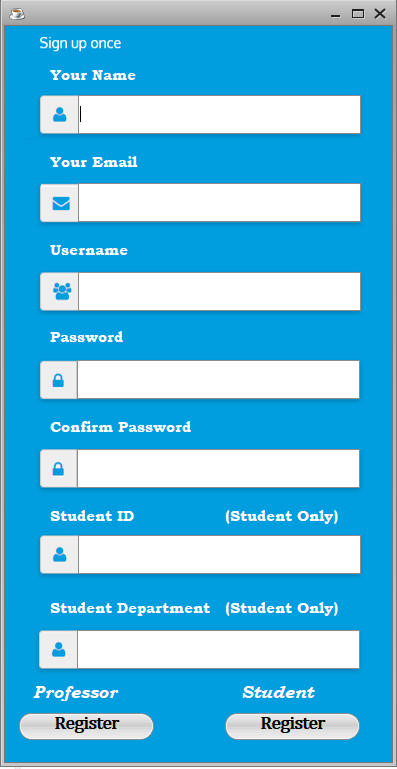 Sign up once
Your Name
Your Email
Username
Password
Confirm Password
Student ID (Student Only)
Student Department (Student Only)
Professor Student
Register Register